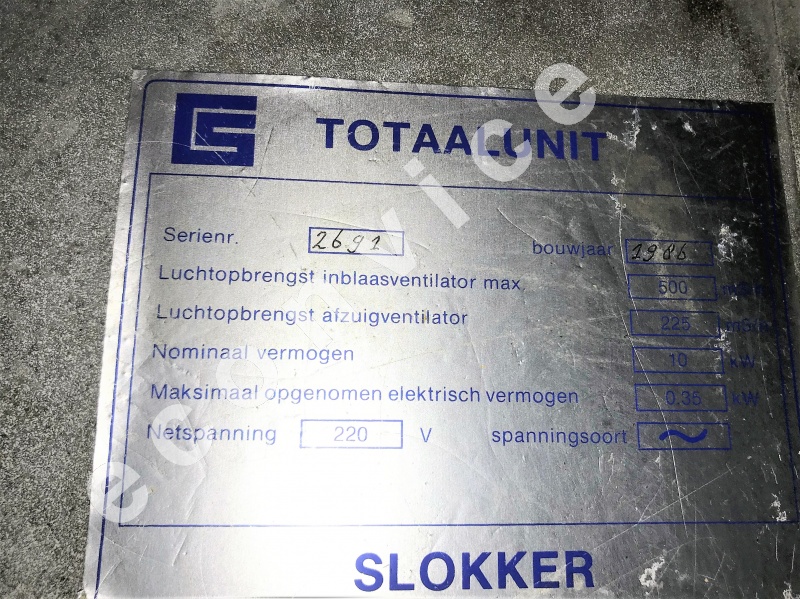 TOTAALUNIT
Serienr. 2691 bouwjaar 1986
Luchtopbrengst inblaasventilator max. 500
Luchtopbrengst afzuigventilator 225
Nominaal vermogen 10 kW
Maksimaal opgenomen elektrisch vermogen 0,35 kW
Netspanning 220 V spanningsoort ~
SLOKKER
econvice